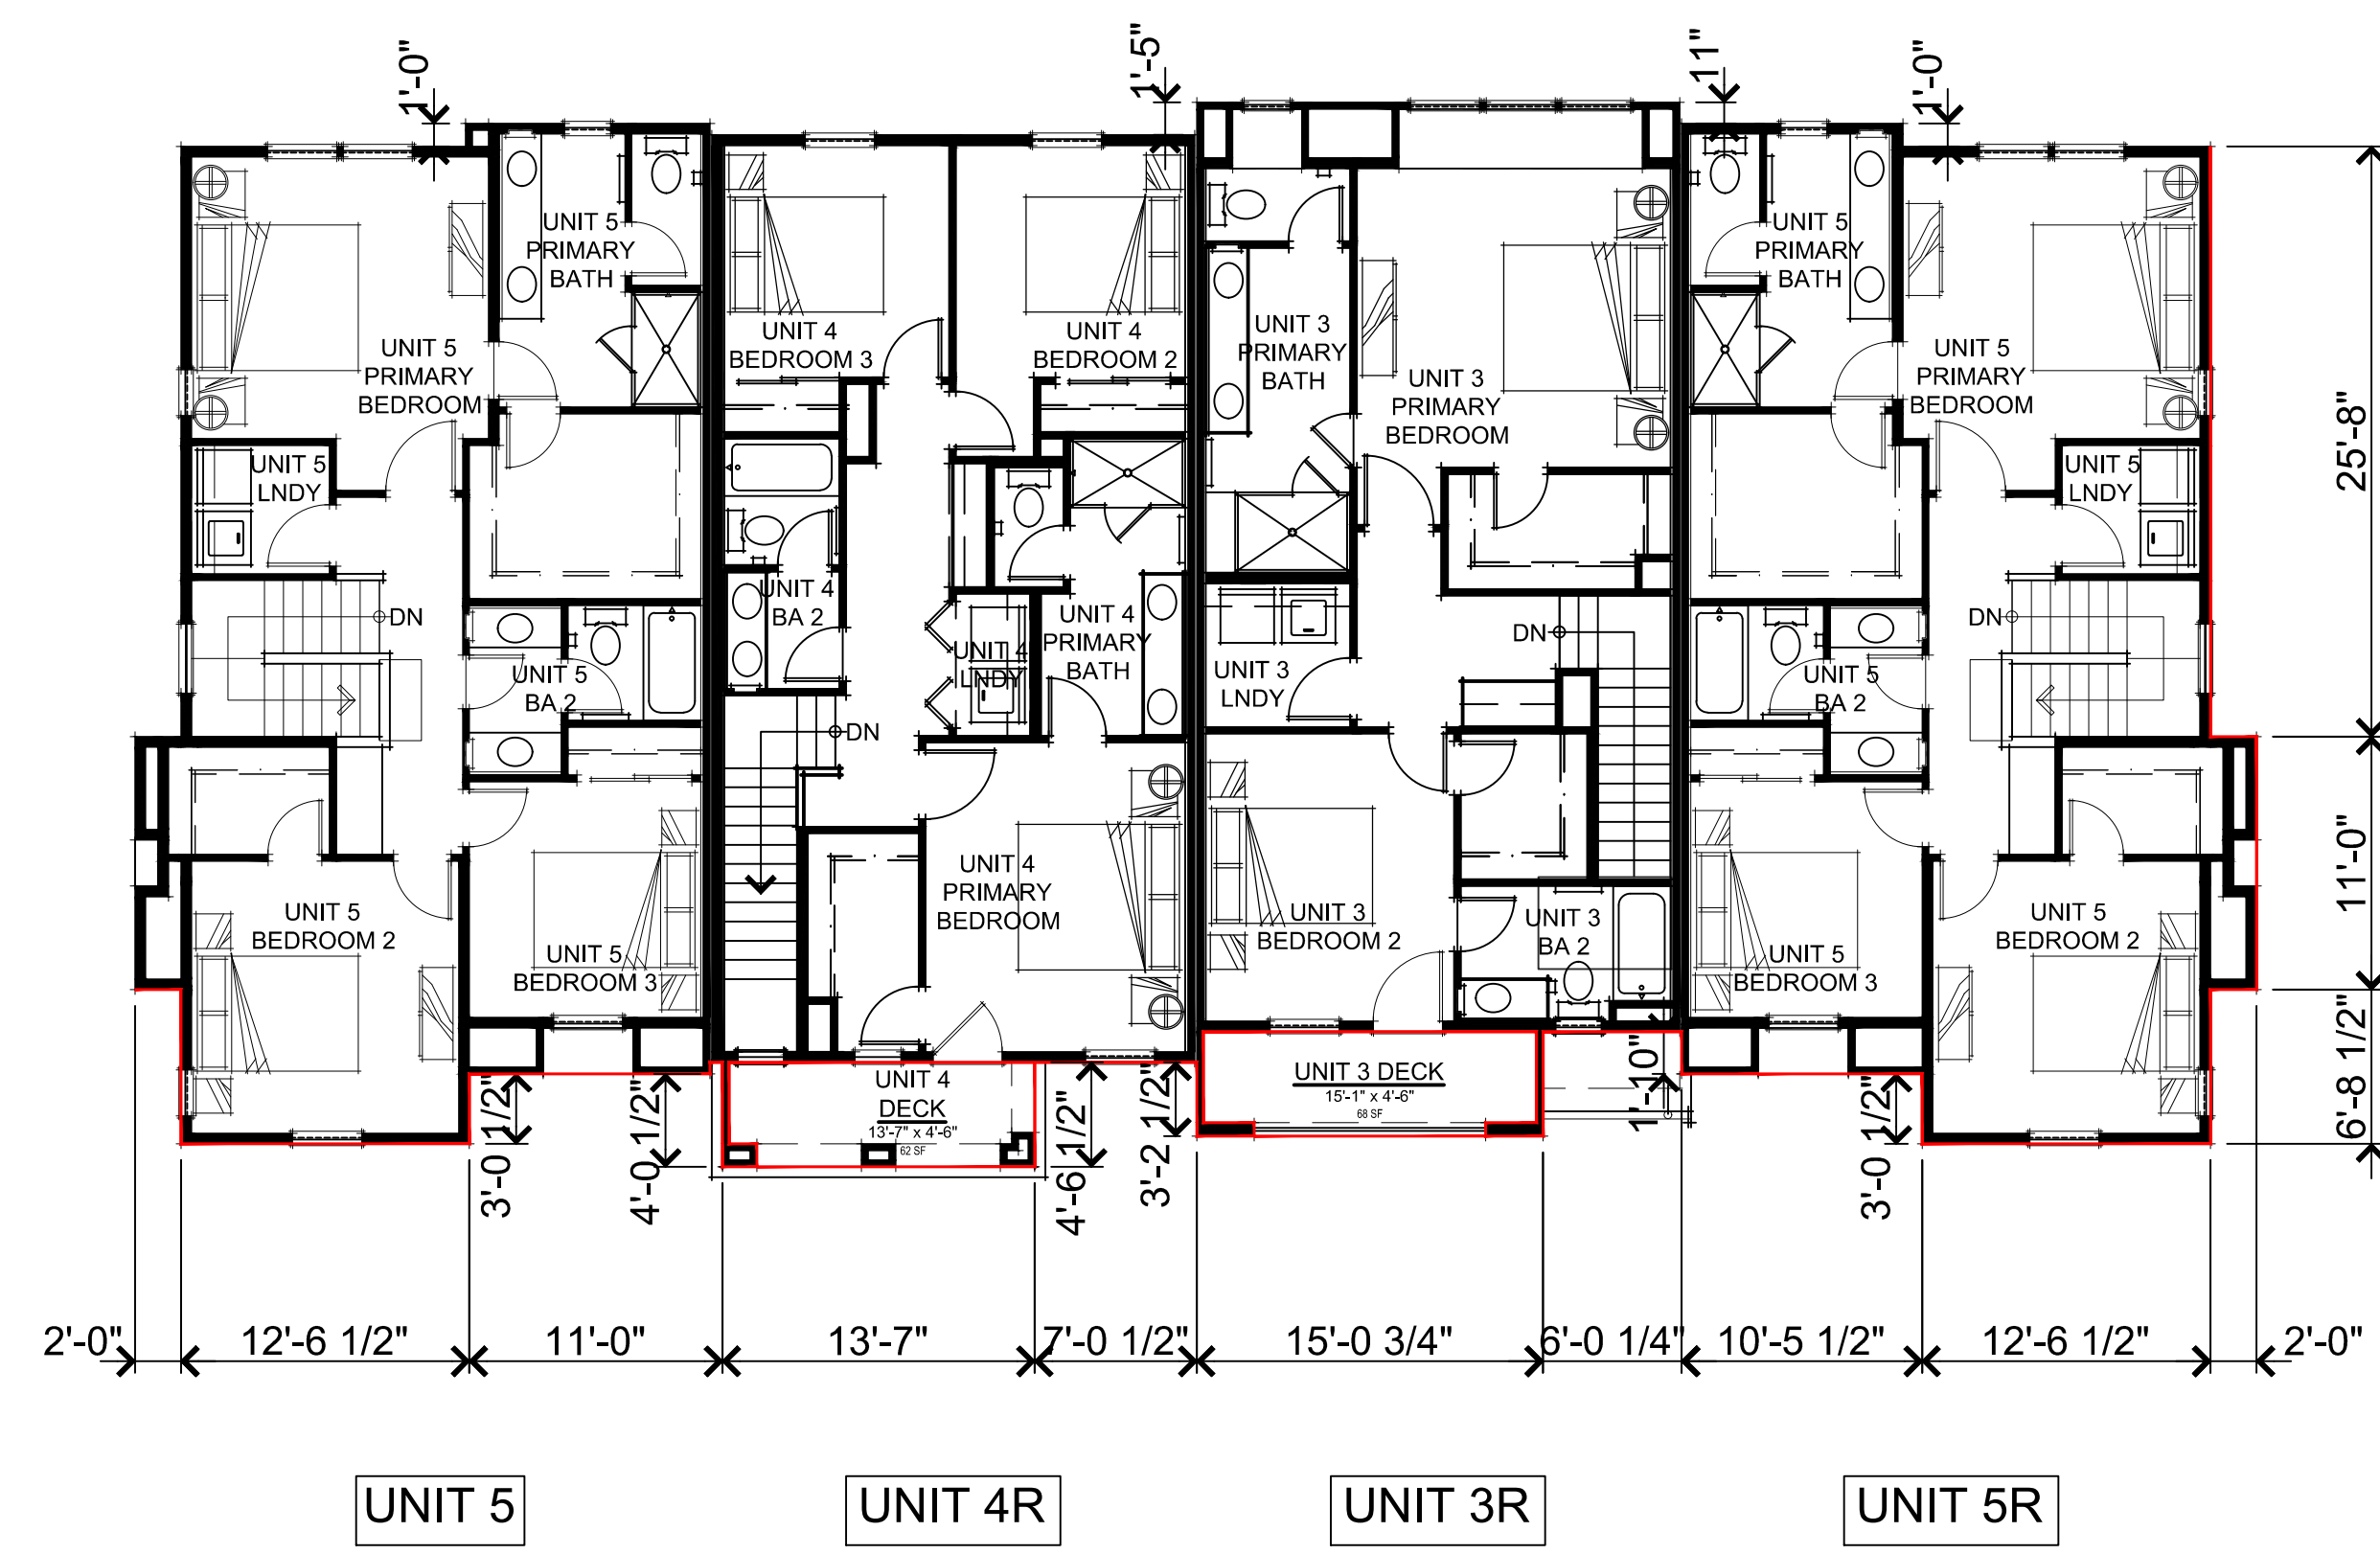 1'-0"
1'-5"
11"
1'-0"
UNIT 5
PRIMARY
BATH
UNIT 5
PRIMARY
BEDROOM
UNIT 5
LNDY
DN
UNIT 5
BA 2
UNIT 5
BEDROOM 2
UNIT 5
BEDROOM 3
UNIT 4
BEDROOM 3
UNIT 4
BEDROOM 2
UNIT 4
BA 2
UNIT 4
LNDY
UNIT 4
PRIMARY
BATH
DN
UNIT 4
PRIMARY
BEDROOM
UNIT 4
DECK
13'-7" x 4'-6"
62 SF
UNIT 3
PRIMARY
BATH
UNIT 3
PRIMARY
BEDROOM
UNIT 3
LNDY
DN
UNIT 3
BEDROOM 2
UNIT 3
BA 2
UNIT 3 DECK
15'-1" x 4'-6"
68 SF
UNIT 5
PRIMARY
BATH
UNIT 5
PRIMARY
BEDROOM
UNIT 5
LNDY
DN
UNIT 5
BA 2
UNIT 5
BEDROOM 3
UNIT 5
BEDROOM 2
25'-8"
11'-0"
6'-8 1/2"
3'-0 1/2"
4'-0 1/2"
4'-6 1/2"
3'-2 1/2"
1'-10"
3'-0 1/2"
2'-0"
12'-6 1/2"
11'-0"
13'-7"
7'-0 1/2"
15'-0 3/4"
6'-0 1/4"
10'-5 1/2"
12'-6 1/2"
2'-0"
UNIT 5
UNIT 4R
UNIT 3R
UNIT 5R